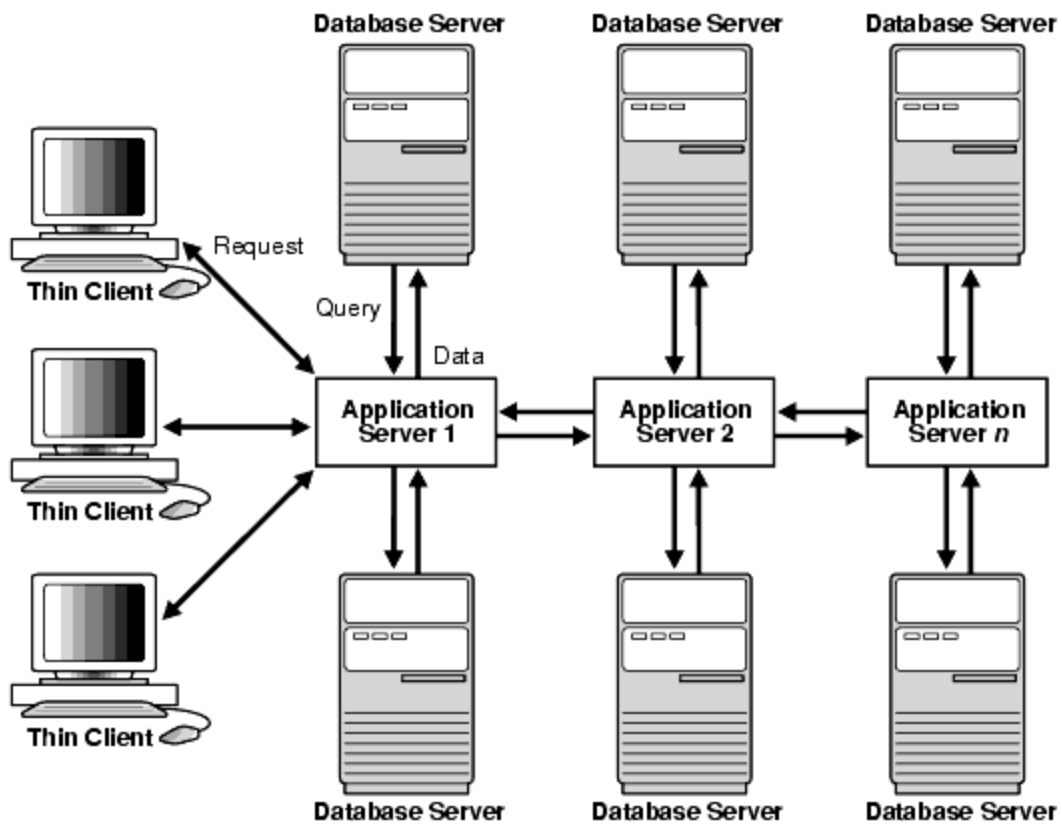 Database Server
Database Server
Database Server
Request
Thin Client
Query
Data
Application
Server 1
Application
Server 2
Application
Server n
Thin Client
Thin Client
Database Server
Database Server
Database Server